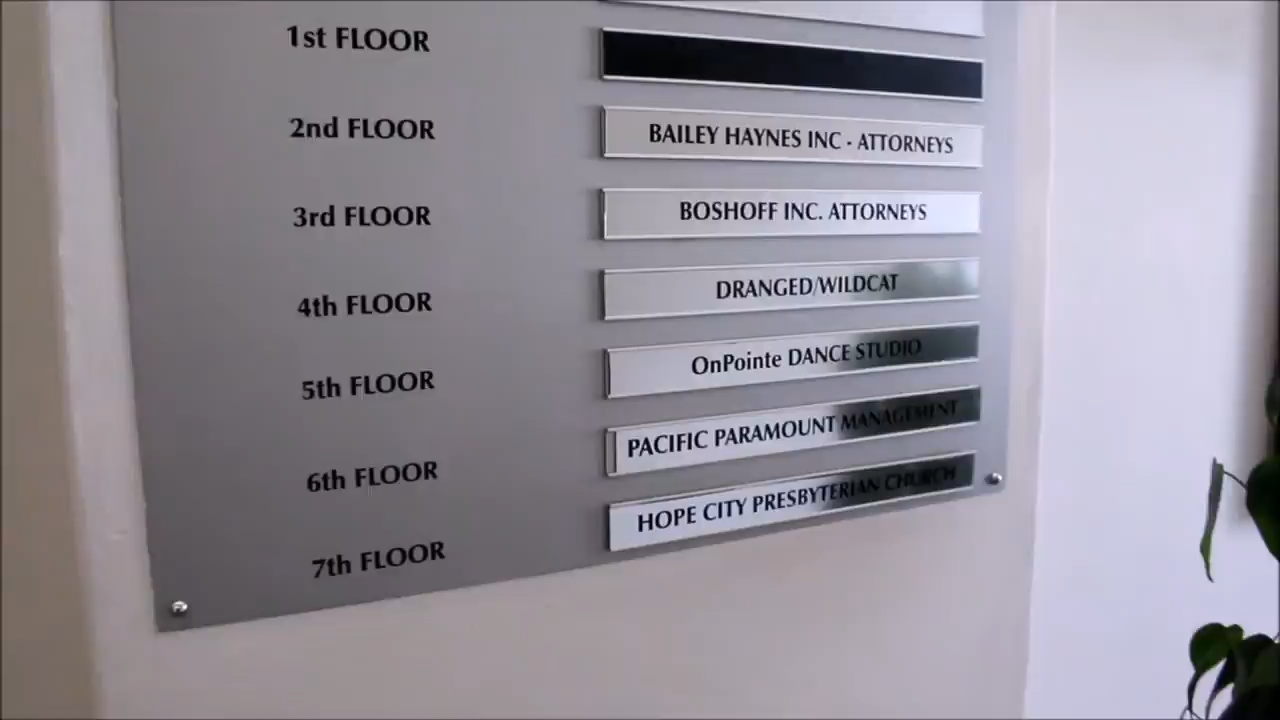 1st FLOOR
2nd FLOOR BAILEY HAYNES INC - ATTORNEYS
3rd FLOOR BOSHOFF INC. ATTORNEYS
4th FLOOR DRANGED/WILDCAT
5th FLOOR OnPointe DANCE STUDIO
6th FLOOR PACIFIC PARAMOUNT MANAGEMENT
7th FLOOR HOPE CITY PRESBYTERIAN CHURCH